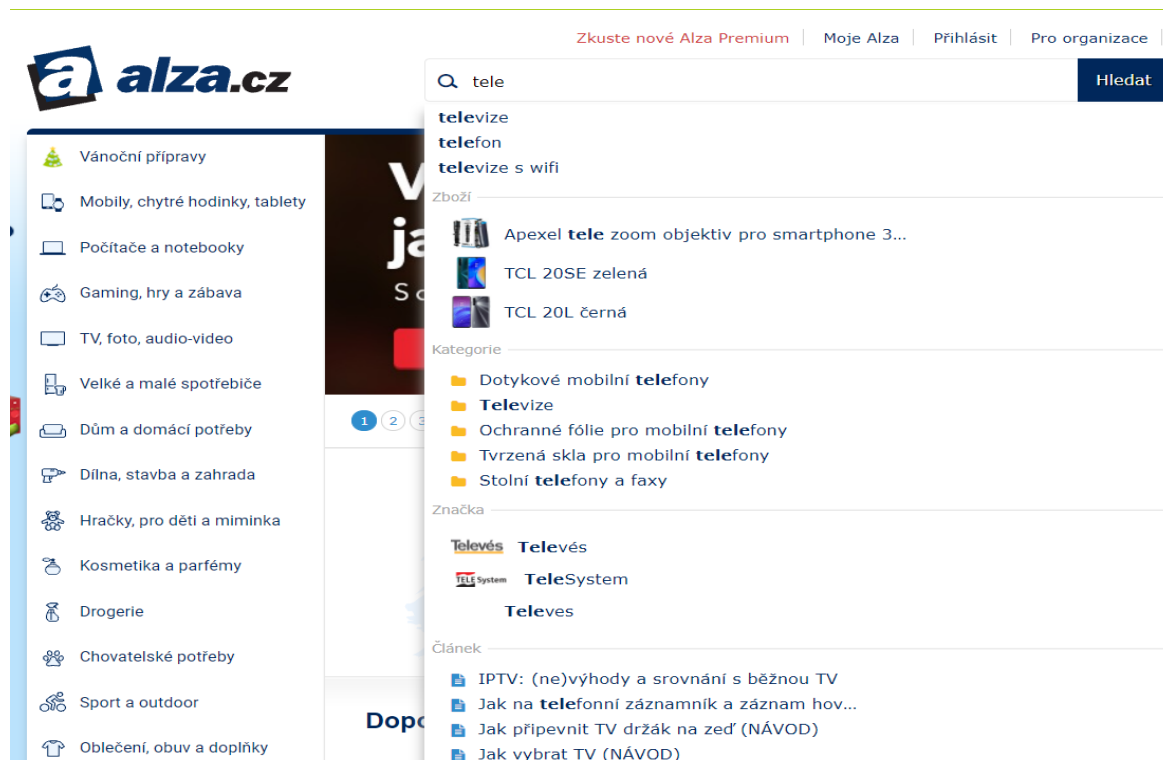 Zkuste nové Alza Premium
Moje Alza
Přihlásit
Pro organizace
a alza.cz
tele
Hledat
televize
telefon
televize s wifi
Zboží
Apexel tele zoom objektiv pro smartphone 3...
TCL 20SE zelená
TCL 20L černá
Kategorie
Dotykové mobilní telefony
Televize
Ochranné fólie pro mobilní telefony
Tvrzená skla pro mobilní telefony
Stolní telefony a faxy
Značka
Televés Televés
TELE System TeleSystem
Televes
Článek
IPTV: (ne)výhody a srovnání s běžnou TV
Jak na telefonní záznamník a záznam hov...
Jak připevnit TV držák na zeď (NÁVOD)
Jak vybrat TV (NÁVOD)
Vánoční přípravy
Mobily, chytré hodinky, tablety
Počítače a notebooky
Gaming, hry a zábava
TV, foto, audio-video
Velké a malé spotřebiče
Dům a domácí potřeby
Dílna, stavba a zahrada
Hračky, pro děti a miminka
Kosmetika a parfémy
Drogerie
Chovatelské potřeby
Sport a outdoor
Oblečení, obuv a doplňky
1 2